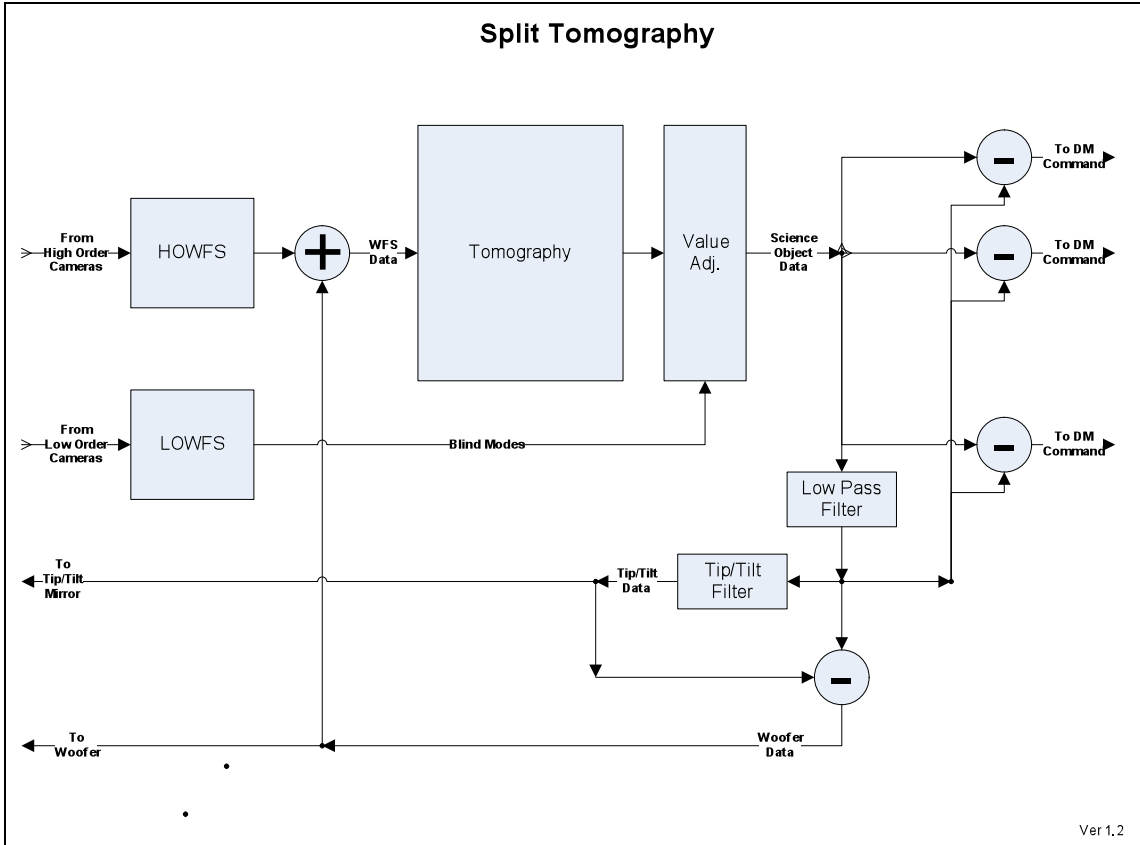 Split Tomography
To DM
Command
From
High Order
Cameras
HOWFS
+
WFS
Data
Tomography
Value
Adj.
Science
Object
Data
-
-
To DM
Command
From
Low Order
Cameras
LOWFS
Blind Modes
-
To DM
Command
Low Pass
Filter
To
Tip/Tilt
Mirror
Tip/Tilt
Data
Tip/Tilt
Filter
-
To
Woofer
Woofer
Data
Ver 1.2